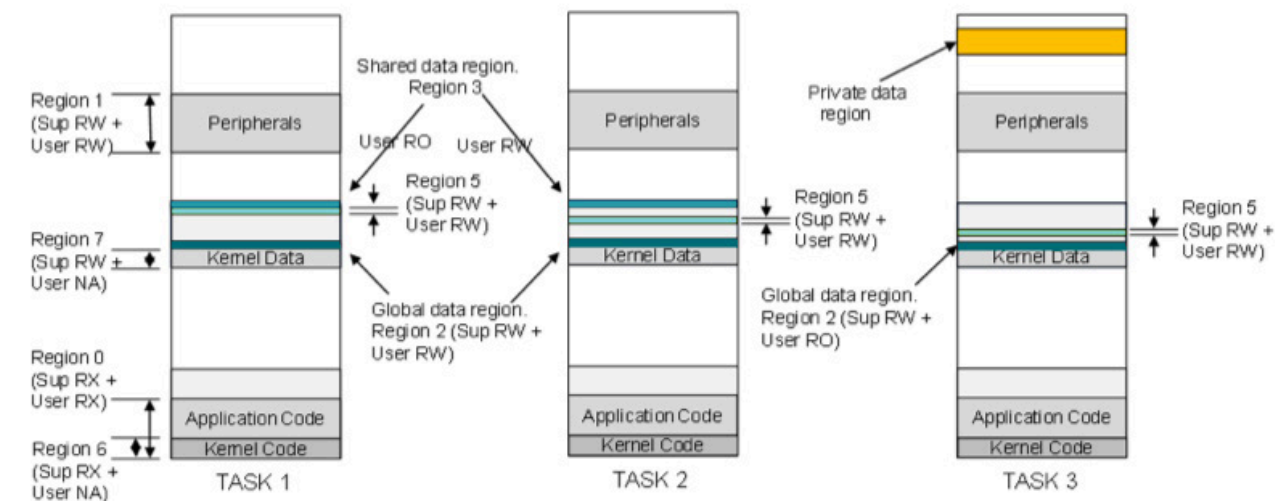 Region 1
(Sup RW +
User RW)
Region 7
(Sup RW +
User NA)
Region 0
(Sup RX +
User RX)
Region 6
(Sup RX +
User NA)
Peripherals
Kernel Data
Application Code
Kernel Code
TASK 1
Shared data region.
Region 3
User RO
User RW
Region 5
(Sup RW +
User RW)
Global data region.
Region 2 (Sup RW +
User RW)
Peripherals
Kernel Data
Application Code
Kernel Code
TASK 2
Region 5
(Sup RW +
User RW)
Private data
region
Global data region.
Region 2 (Sup RW +
User RO)
Peripherals
Kernel Data
Application Code
Kernel Code
TASK 3
Region 5
(Sup RW +
User RW)